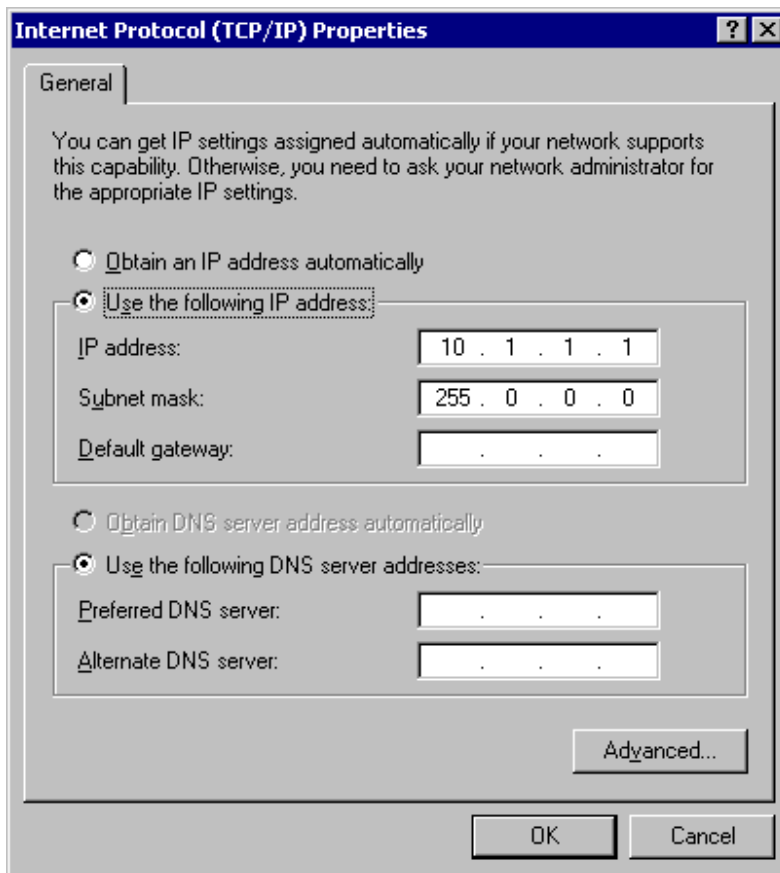 Internet Protocol (TCP/IP) Properties
General
You can get IP settings assigned automatically if your network supports
this capability. Otherwise, you need to ask your network administrator for
the appropriate IP settings.
Obtain an IP address automatically
Use the following IP address:
IP address: 10 . 1 . 1 . 1
Subnet mask: 255 . 0 . 0 . 0
Default gateway: . . .
Obtain DNS server address automatically
Use the following DNS server addresses:
Preferred DNS server: . . .
Alternate DNS server: . . .
Advanced...
OK Cancel